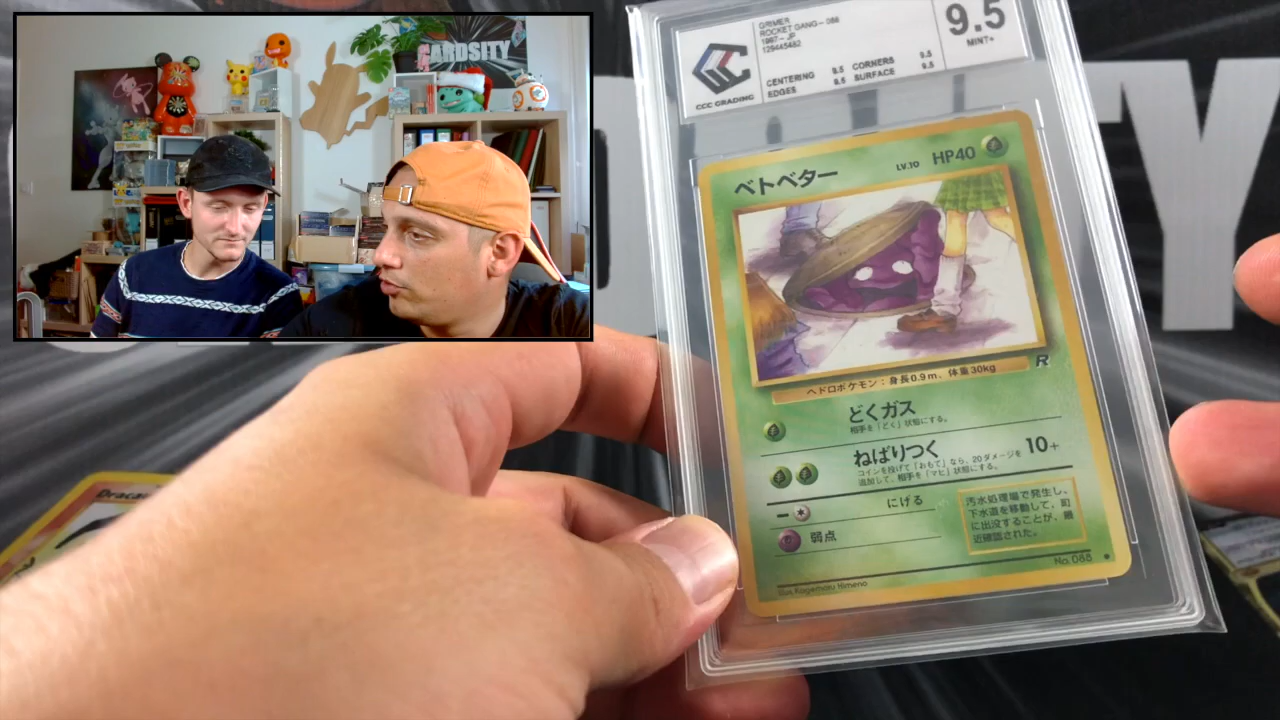 CARDSITY
CCC GRADING
GRIMER
ROCKET GANG - 088
1997 - JP
129445482
CENTERING 9.5 CORNERS 9.5
EDGES 9.5 SURFACE 9.5
9.5
MINT+
TY
ベトベター LV.10 HP40
R
ヘドロポケモン：身長0.9m、体重30kg
どくガス
相手を「どく」状態にする。
ねばりつく 10+
コインを投げて「おもて」なら、20ダメージを
追加して、相手を「マヒ」状態にする。
にげる
弱点
汚水処理場で発生し、
下水道を移動して、町
に出没することが、最
近確認された。
No. 088
Illus. Kagemaru Himeno
Dracau